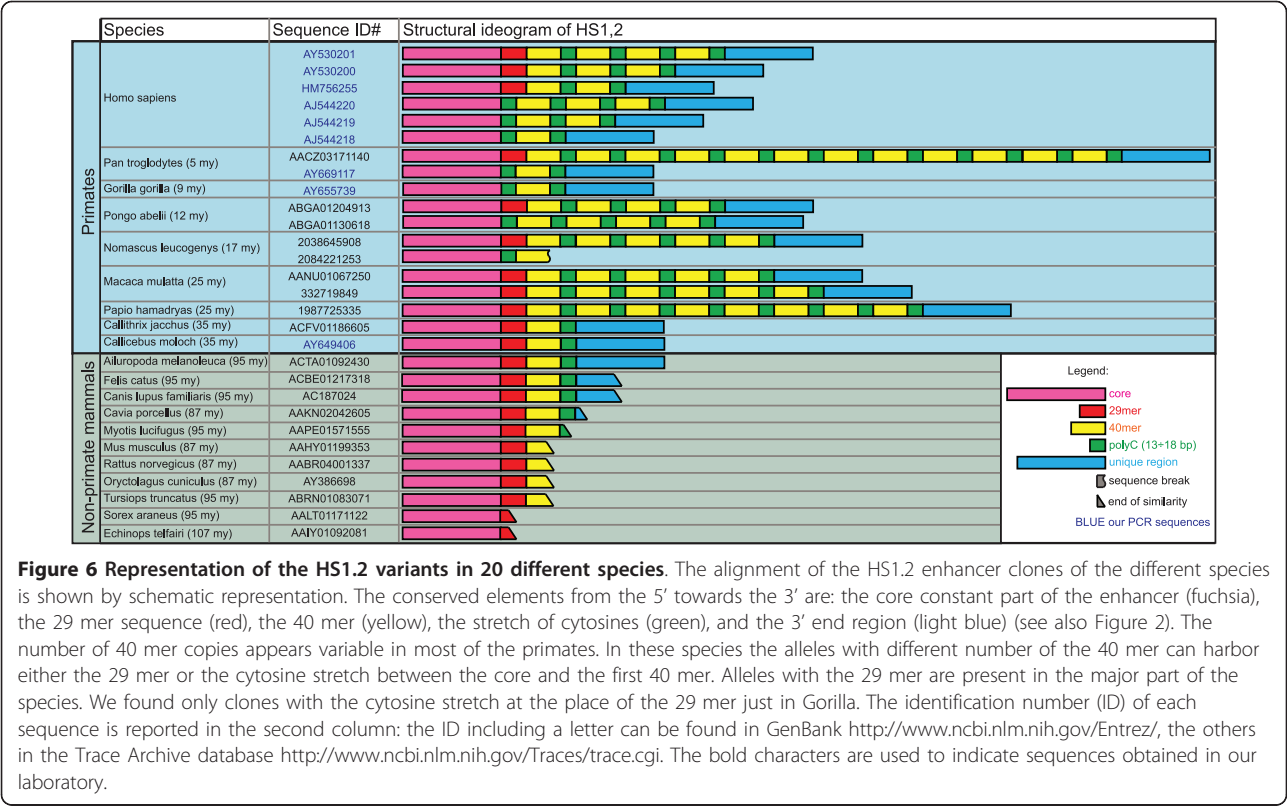 Species Sequence ID# Structural ideogram of HS1,2
Primates
Homo sapiens
AY530201
AY530200
HM756255
AJ544220
AJ544219
AJ544218
Pan troglodytes (5 my)
AACZ03171140
AY669117
Gorilla gorilla (9 my) AY655739
Pongo abelii (12 my)
ABGA01204913
ABGA01130618
Nomascus leucogenys (17 my)
2038645908
2084221253
Macaca mulatta (25 my)
AANU01067250
332719849
Papio hamadryas (25 my) 1987725335
Callithrix jacchus (35 my) ACFV01186605
Callicebus moloch (35 my) AY649406
Non-primate mammals
Ailuropoda melanoleuca (95 my) ACTA01092430
Felis catus (95 my) ACBE01217318
Canis lupus familiaris (95 my) AC187024
Cavia porcellus (87 my) AAKN02042605
Myotis lucifugus (95 my) AAPE01571555
Mus musculus (87 my) AAHY01199353
Rattus norvegicus (87 my) AABR04001337
Oryctolagus cuniculus (87 my) AY386698
Tursiops truncatus (95 my) ABRN01083071
Sorex araneus (95 my) AALT01171122
Echinops telfairi (107 my) AAIY01092081
Legend:
core
29mer
40mer
polyC (13÷18 bp)
unique region
sequence break
end of similarity
BLUE our PCR sequences
Figure 6 Representation of the HS1.2 variants in 20 different species. The alignment of the HS1.2 enhancer clones of the different species
is shown by schematic representation. The conserved elements from the 5' towards the 3' are: the core constant part of the enhancer (fuchsia),
the 29 mer sequence (red), the 40 mer (yellow), the stretch of cytosines (green), and the 3' end region (light blue) (see also Figure 2). The
number of 40 mer copies appears variable in most of the primates. In these species the alleles with different number of the 40 mer can harbor
either the 29 mer or the cytosine stretch between the core and the first 40 mer. Alleles with the 29 mer are present in the major part of the
species. We found only clones with the cytosine stretch at the place of the 29 mer just in Gorilla. The identification number (ID) of each
sequence is reported in the second column: the ID including a letter can be found in GenBank http://www.ncbi.nlm.nih.gov/Entrez/, the others
in the Trace Archive database http://www.ncbi.nlm.nih.gov/Traces/trace.cgi. The bold characters are used to indicate sequences obtained in our
laboratory.